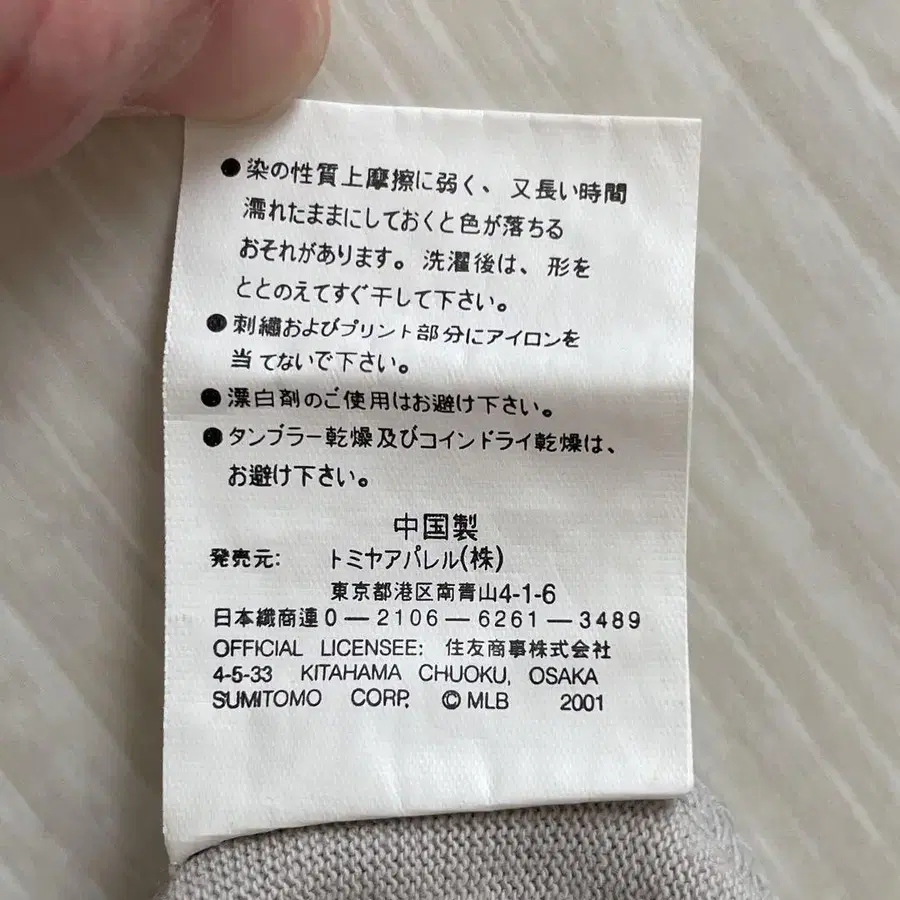 ●染の性質上摩擦に弱く、又長い時間
濡れたままにしておくと色が落ちる
おそれがあります。洗濯後は、形を
ととのえてすぐ干して下さい。
●刺繍およびプリント部分にアイロンを
当てないで下さい。
●漂白剤のご使用はお避け下さい。
●タンブラー乾燥及びコインドライ乾燥は、
お避け下さい。
中国製
発売元: トミヤアパレル(株)
東京都港区南青山4-1-6
日本繊商連0—2106—6261—3489
OFFICIAL LICENSEE: 住友商事株式会社
4-5-33 KITAHAMA CHUOKU, OSAKA
SUMITOMO CORP. ©MLB 2001